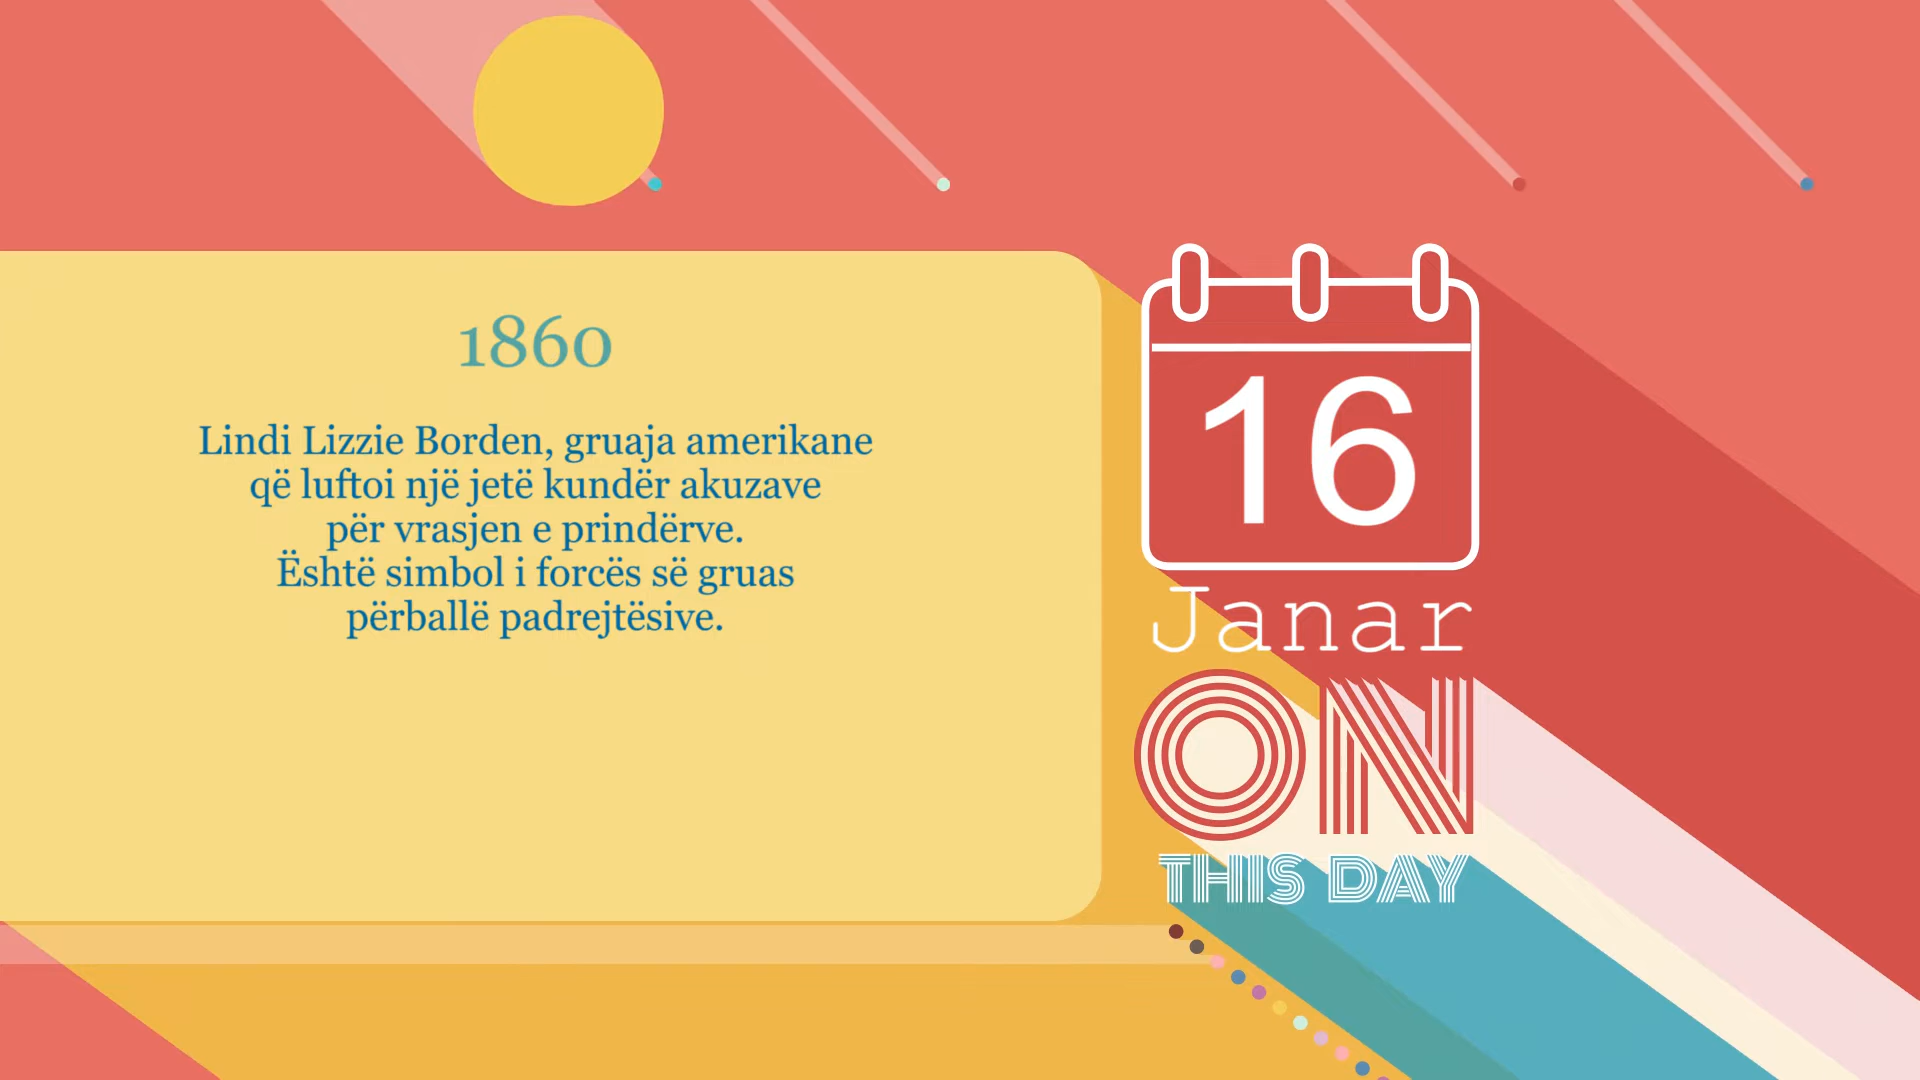 1860
Lindi Lizzie Borden, gruaja amerikane
që luftoi një jetë kundër akuzave
për vrasjen e prindërve.
Është simbol i forcës së gruas
përballë padrejtësive.
16
Janar
ON
THIS DAY